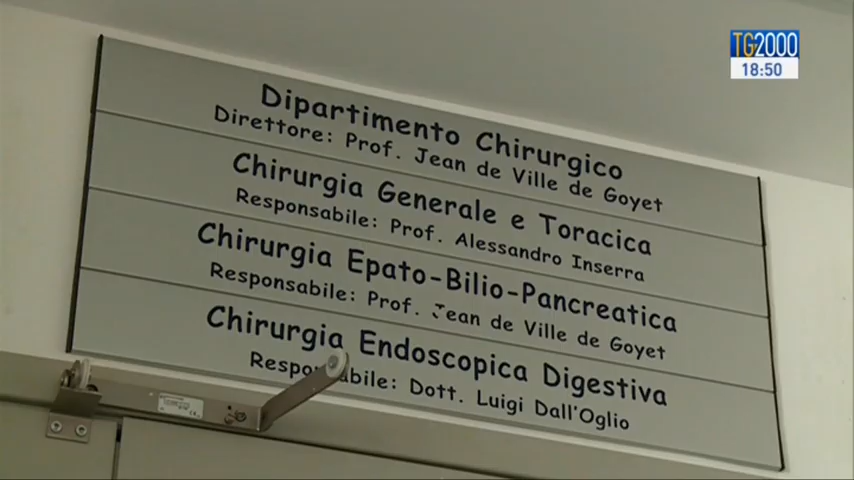 TG2000
18:50
Dipartimento Chirurgico
Direttore: Prof. Jean de Ville de Goyet
Chirurgia Generale e Toracica
Responsabile: Prof. Alessandro Inserra
Chirurgia Epato-Bilio-Pancreatica
Responsabile: Prof. Jean de Ville de Goyet
Chirurgia Endoscopica Digestiva
Responsabile: Dott. Luigi Dall'Oglio